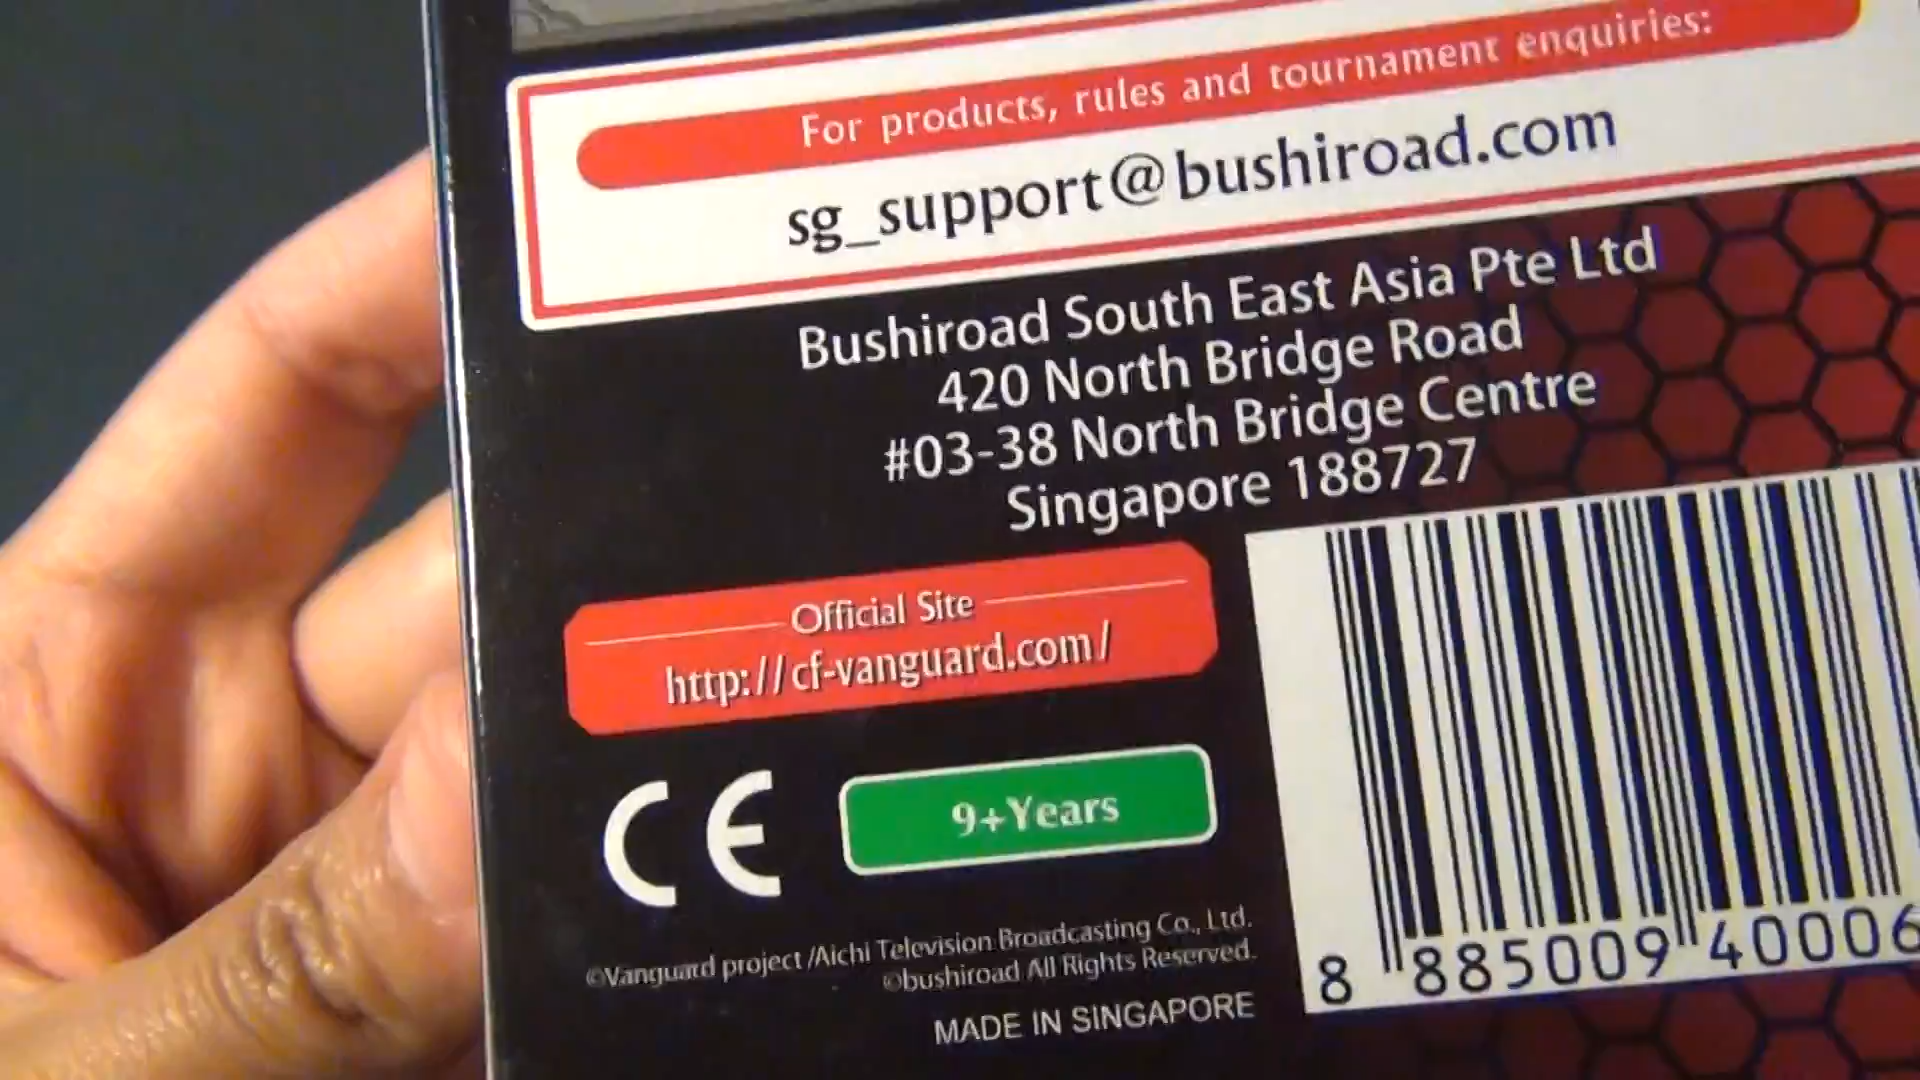 For products, rules and tournament enquiries:
sg_support@bushiroad.com
Bushiroad South East Asia Pte Ltd
420 North Bridge Road
#03-38 North Bridge Centre
Singapore 188727
Official Site
http://cf-vanguard.com/
CE
9+Years
©Vanguard project /Aichi Television Broadcasting Co., Ltd.
©bushiroad All Rights Reserved.
MADE IN SINGAPORE
8 885009 40006